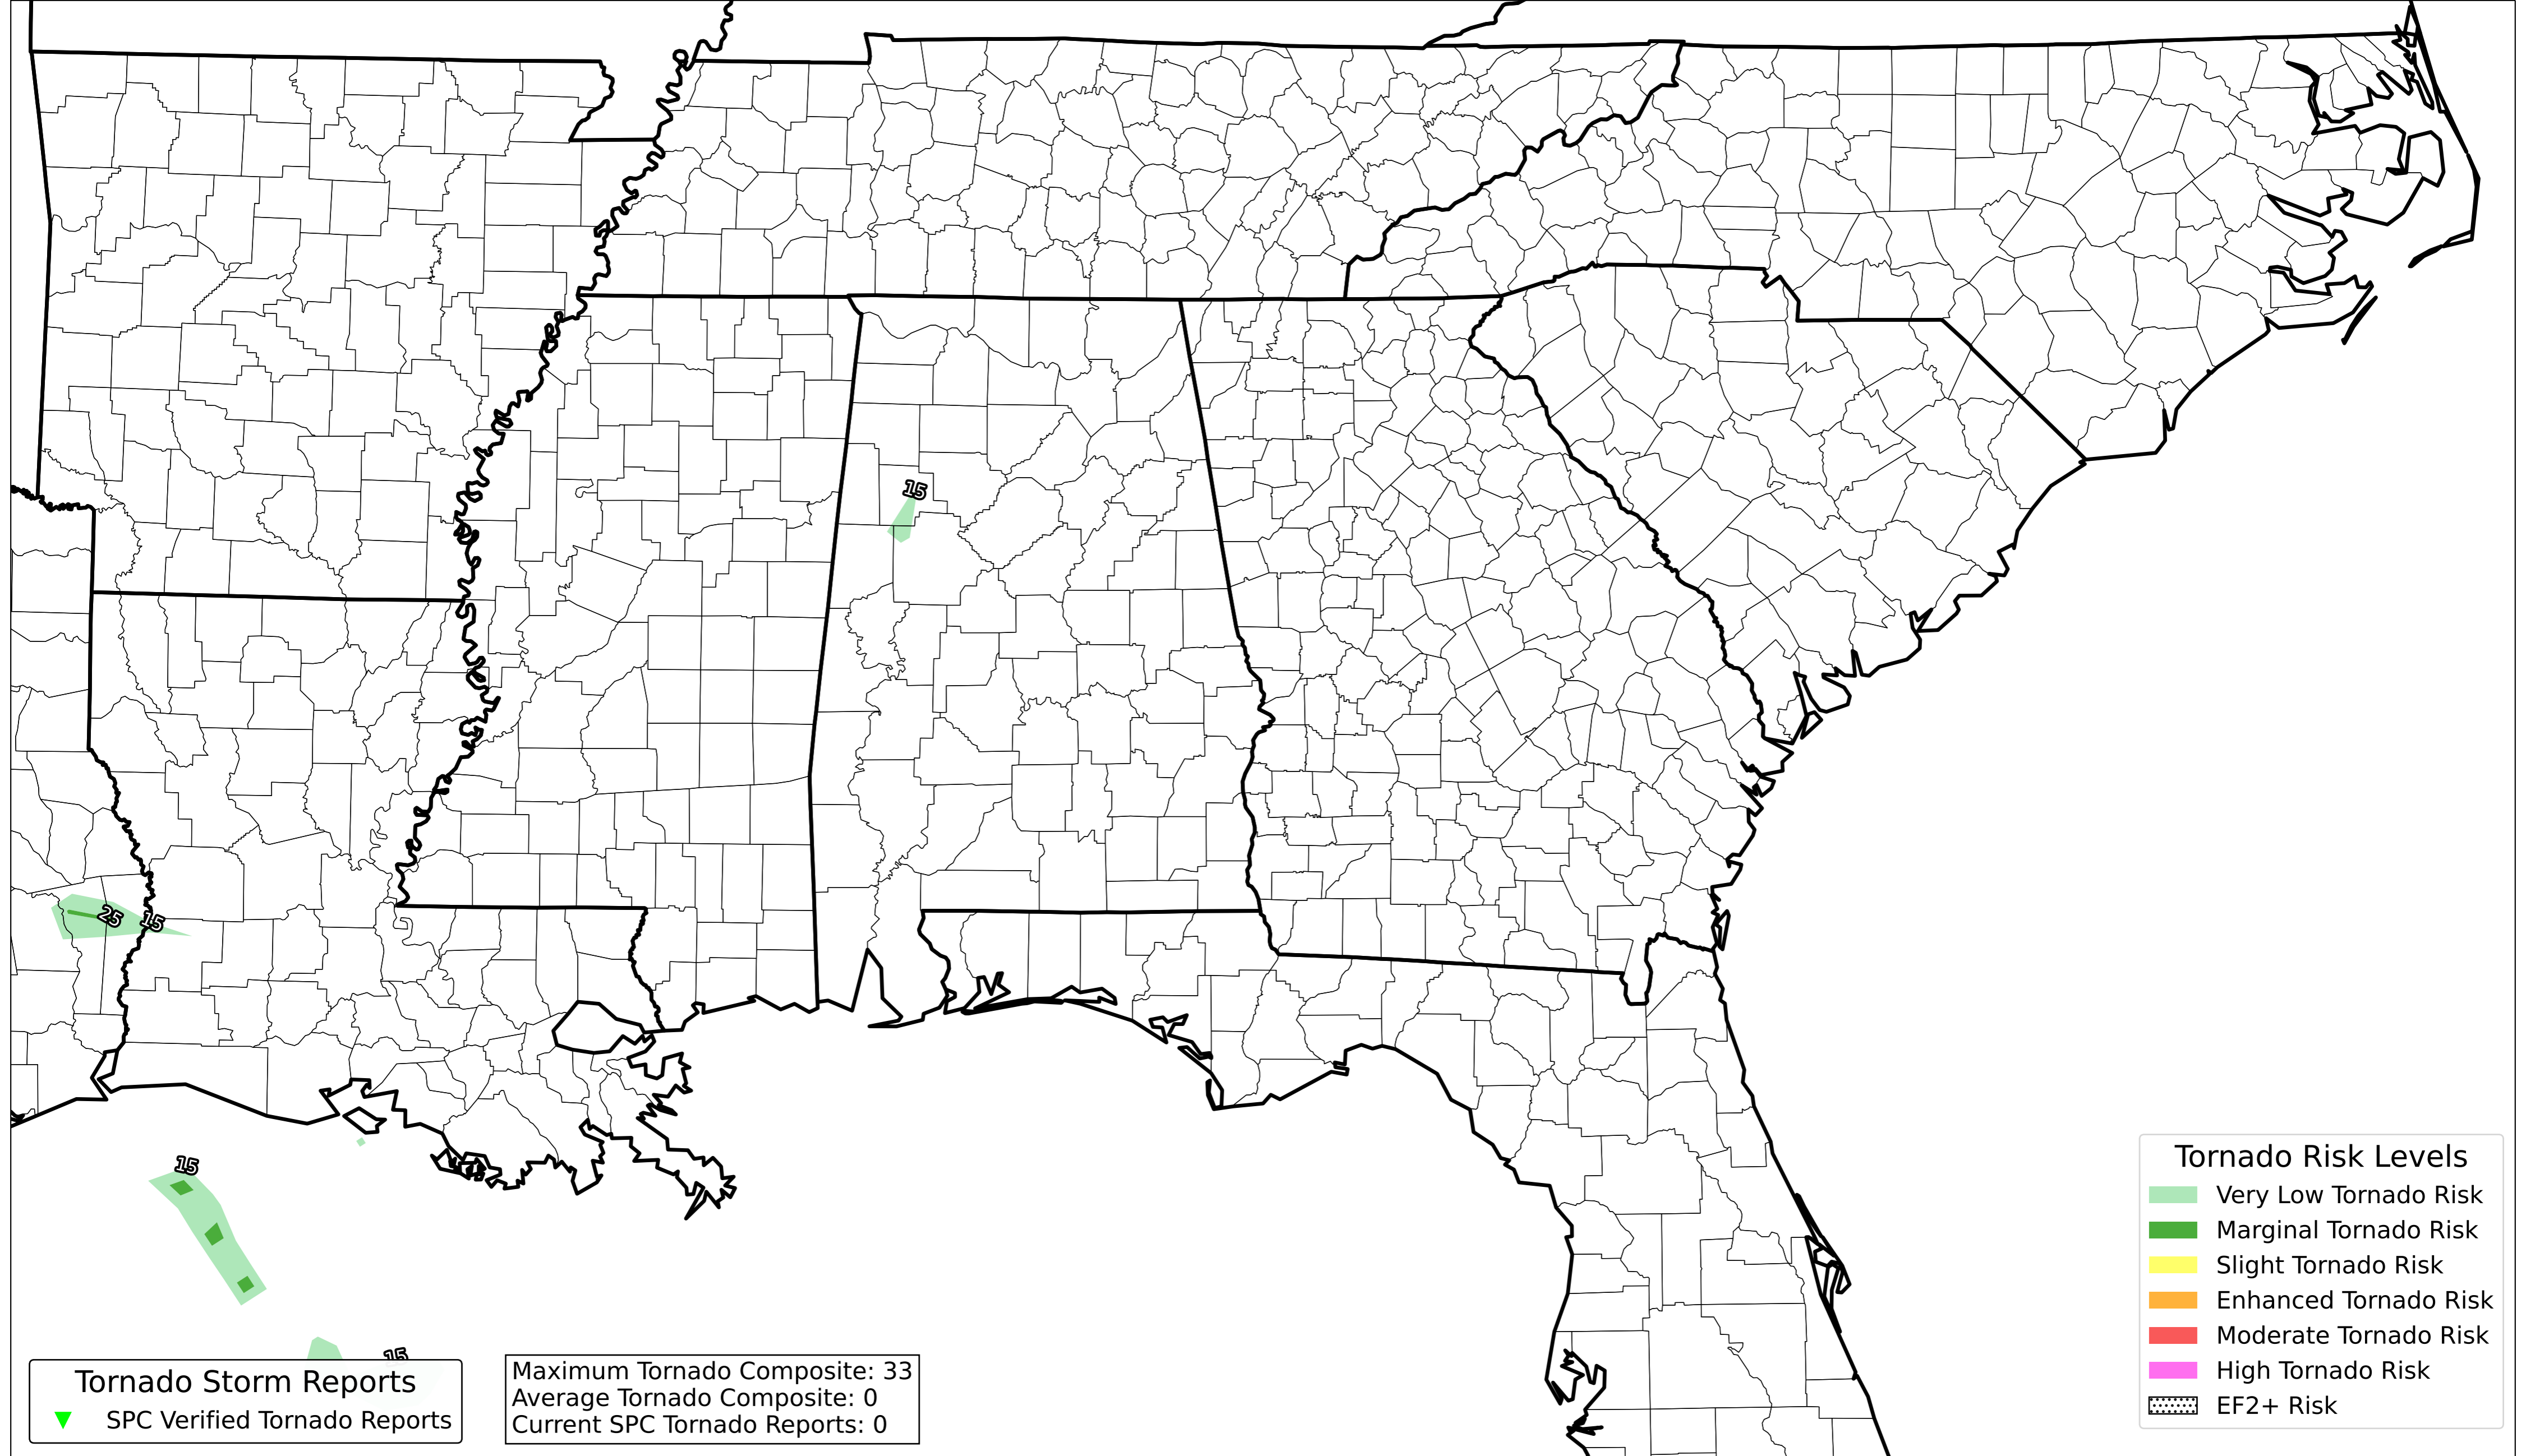 15
25
15
15
15
Tornado Storm Reports
SPC Verified Tornado Reports
Maximum Tornado Composite: 33
Average Tornado Composite: 0
Current SPC Tornado Reports: 0
Tornado Risk Levels
Very Low Tornado Risk
Marginal Tornado Risk
Slight Tornado Risk
Enhanced Tornado Risk
Moderate Tornado Risk
High Tornado Risk
EF2+ Risk